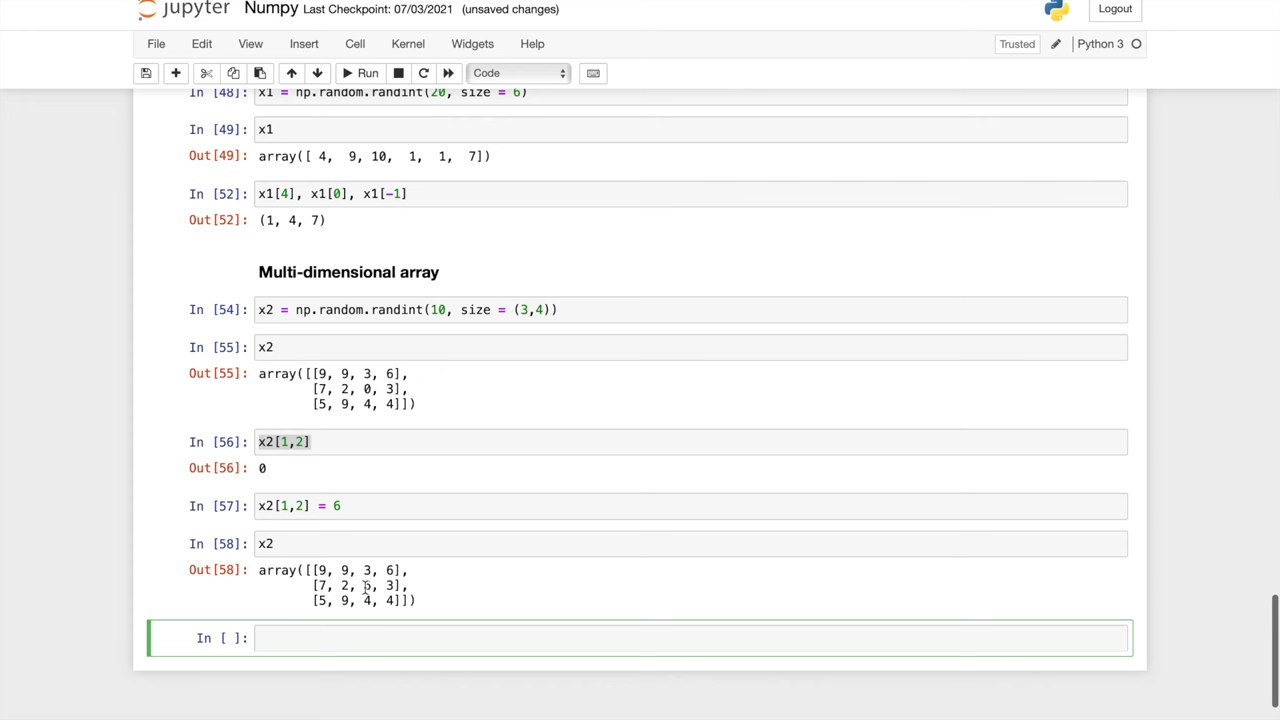 jupyter Numpy Last Checkpoint: 07/03/2021 (unsaved changes) Logout
File Edit View Insert Cell Kernel Widgets Help Trusted Python 3
Run Code
In [48]: x1 = np.random.randint(20, size = 6)
In [49]: x1
Out[49]: array([ 4,  9, 10,  1,  1,  7])
In [52]: x1[4], x1[0], x1[-1]
Out[52]: (1, 4, 7)
Multi-dimensional array
In [54]: x2 = np.random.randint(10, size = (3,4))
In [55]: x2
Out[55]: array([[9, 9, 3, 6],
[7, 2, 0, 3],
[5, 9, 4, 4]])
In [56]: x2[1,2]
Out[56]: 0
In [57]: x2[1,2] = 6
In [58]: x2
Out[58]: array([[9, 9, 3, 6],
[7, 2, 6, 3],
[5, 9, 4, 4]])
In [ ]: